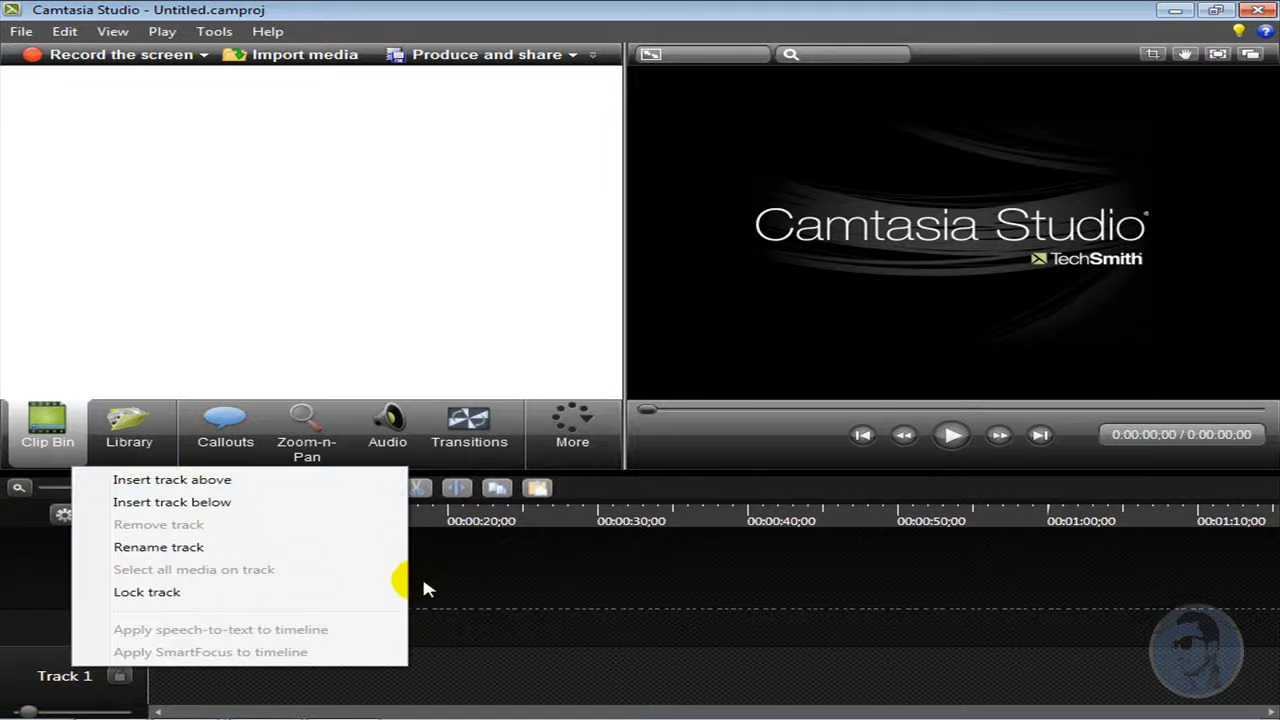 Camtasia Studio - Untitled.camproj
File Edit View Play Tools Help
Record the screen Import media Produce and share
Camtasia Studio
TechSmith
Clip Bin Library Callouts Zoom-n-Pan Audio Transitions More
0:00:00;00 / 0:00:00;00
Insert track above
Insert track below
Remove track
Rename track
Select all media on track
Lock track
Apply speech-to-text to timeline
Apply SmartFocus to timeline
00:00:20;00 00:00:30;00 00:00:40;00 00:00:50;00 00:01:00;00 00:01:10;00
Track 1